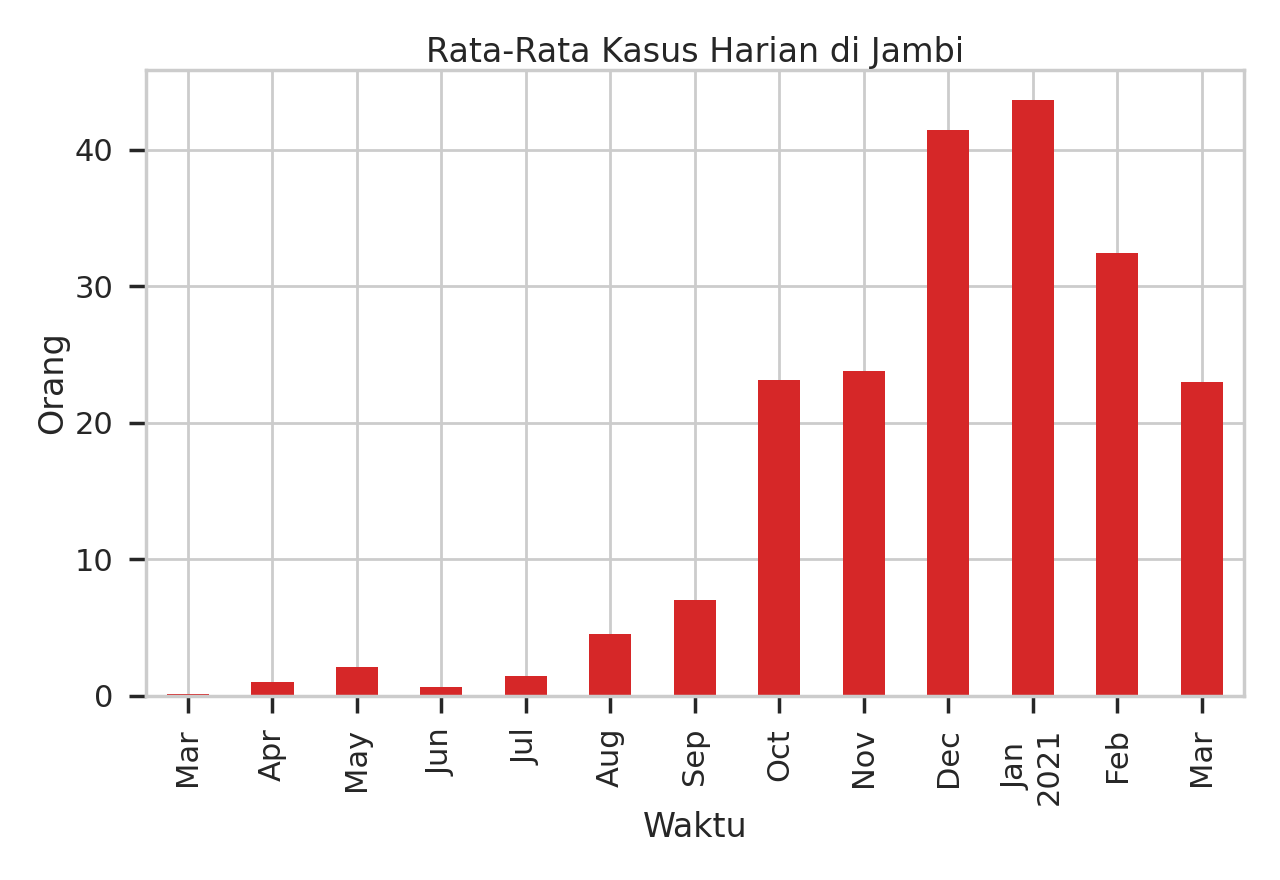 Rata-Rata Kasus Harian di Jambi
Orang
40
30
20
10
0
Mar
Apr
May
Jun
Jul
Aug
Sep
Oct
Nov
Dec
Jan
2021
Feb
Mar
Waktu